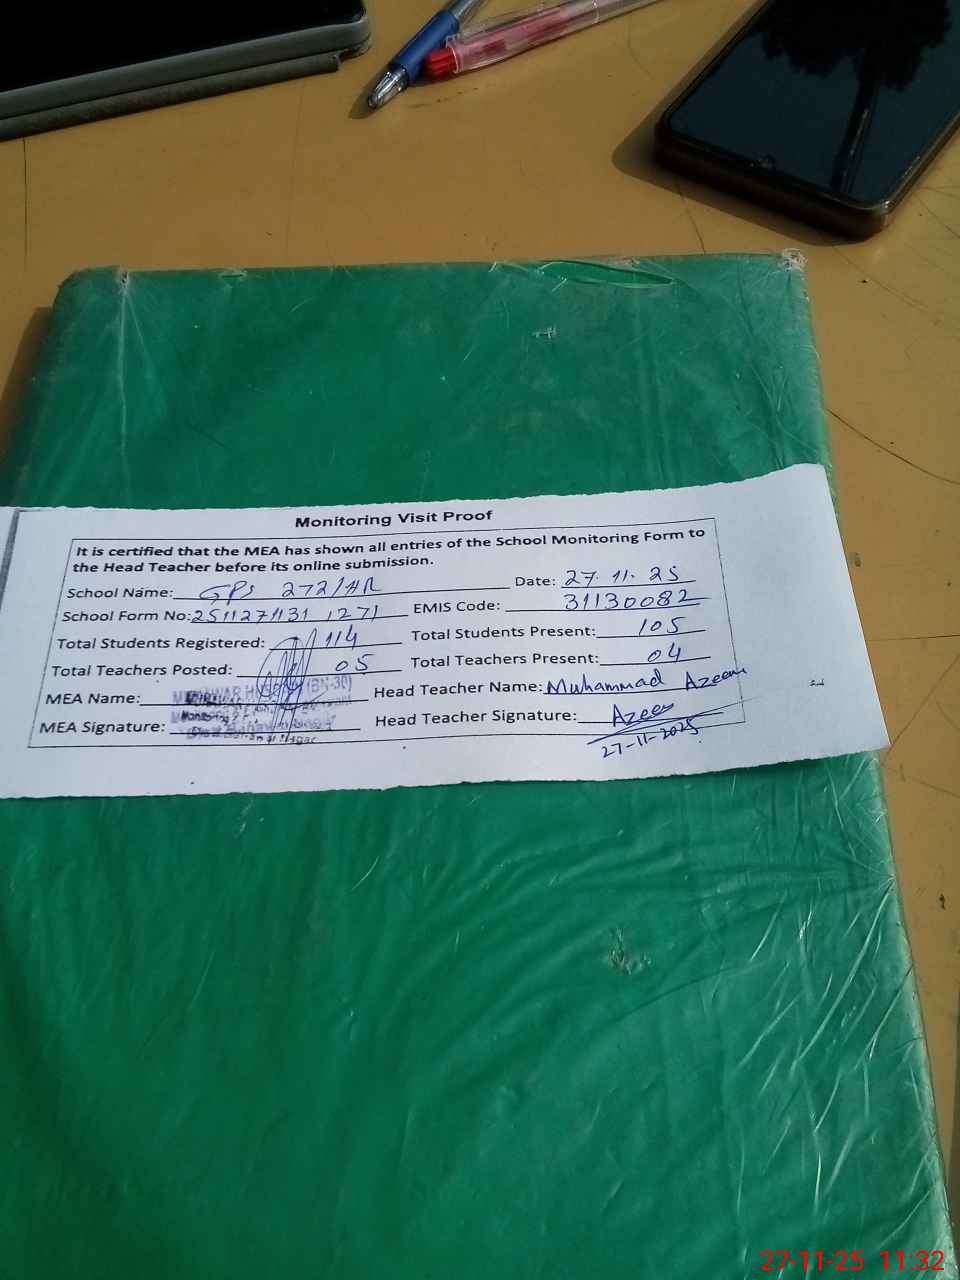 Monitoring Visit Proof
It is certified that the MEA has shown all entries of the School Monitoring Form to
the Head Teacher before its online submission.
School Name: GPS 272/HR Date: 27.11.25
School Form No: 2511271131 1271 EMIS Code: 31130082
Total Students Registered: 114 Total Students Present: 105
Total Teachers Posted: 05 Total Teachers Present: 04
MEA Name: (BN-30) Head Teacher Name: Muhammad Azeem
MEA Signature: Head Teacher Signature: Azeem
27-11-2025
27-11-25 11:32